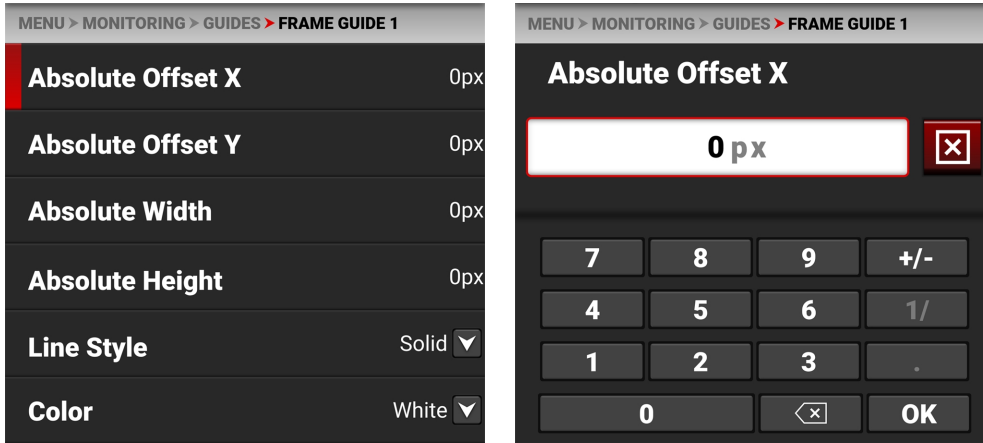 MENU > MONITORING > GUIDES > FRAME GUIDE 1
Absolute Offset X 0px
Absolute Offset Y 0px
Absolute Width 0px
Absolute Height 0px
Line Style Solid
Color White
MENU > MONITORING > GUIDES > FRAME GUIDE 1
Absolute Offset X
0 px
7 8 9 +/-
4 5 6 1/
1 2 3 .
0 OK